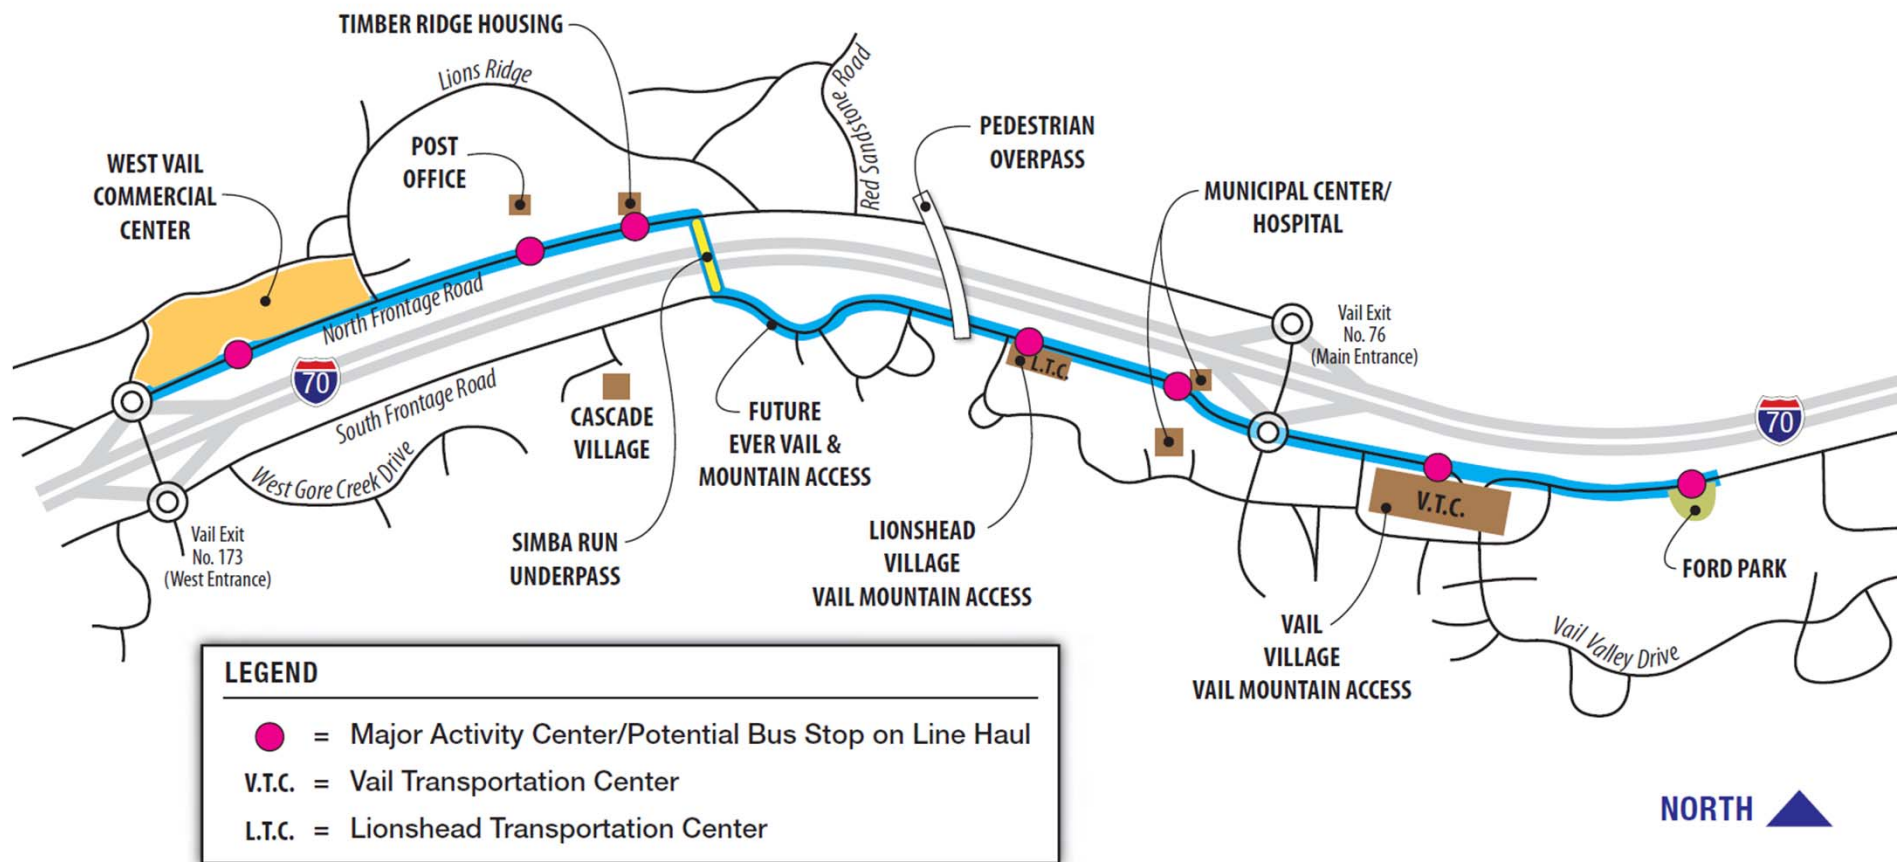 TIMBER RIDGE HOUSING
Lions Ridge
Red Sandstone Road
PEDESTRIAN
OVERPASS
POST
OFFICE
WEST VAIL
COMMERCIAL
CENTER
MUNICIPAL CENTER/
HOSPITAL
North Frontage Road
Vail Exit
No. 76
(Main Entrance)
70
L.T.C.
South Frontage Road
CASCADE
VILLAGE
FUTURE
EVER VAIL &
MOUNTAIN ACCESS
70
West Gore Creek Drive
V.T.C.
Vail Exit
No. 173
(West Entrance)
SIMBA RUN
UNDERPASS
LIONSHEAD
VILLAGE
VAIL MOUNTAIN ACCESS
FORD PARK
VAIL
VILLAGE
VAIL MOUNTAIN ACCESS
Vail Valley Drive
LEGEND
= Major Activity Center/Potential Bus Stop on Line Haul
V.T.C. = Vail Transportation Center
L.T.C. = Lionshead Transportation Center
NORTH